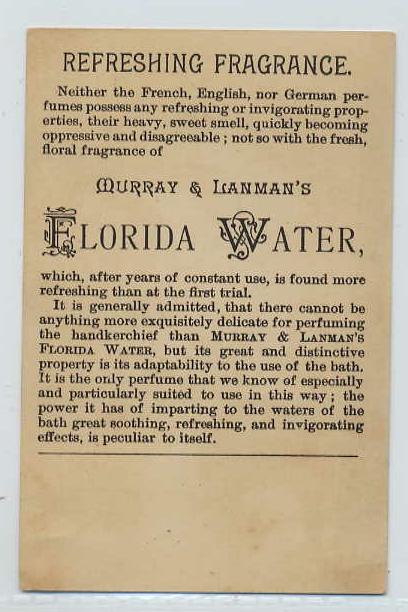 REFRESHING FRAGRANCE.
Neither the French, English, nor German per-
fumes possess any refreshing or invigorating prop-
erties, their heavy, sweet smell, quickly becoming
oppressive and disagreeable ; not so with the fresh,
floral fragrance of
MURRAY & LANMAN'S
FLORIDA WATER,
which, after years of constant use, is found more
refreshing than at the first trial.
It is generally admitted, that there cannot be
anything more exquisitely delicate for perfuming
the handkerchief than MURRAY & LANMAN'S
FLORIDA WATER, but its great and distinctive
property is its adaptability to the use of the bath.
It is the only perfume that we know of especially
and particularly suited to use in this way ; the
power it has of imparting to the waters of the
bath great soothing, refreshing, and invigorating
effects, is peculiar to itself.